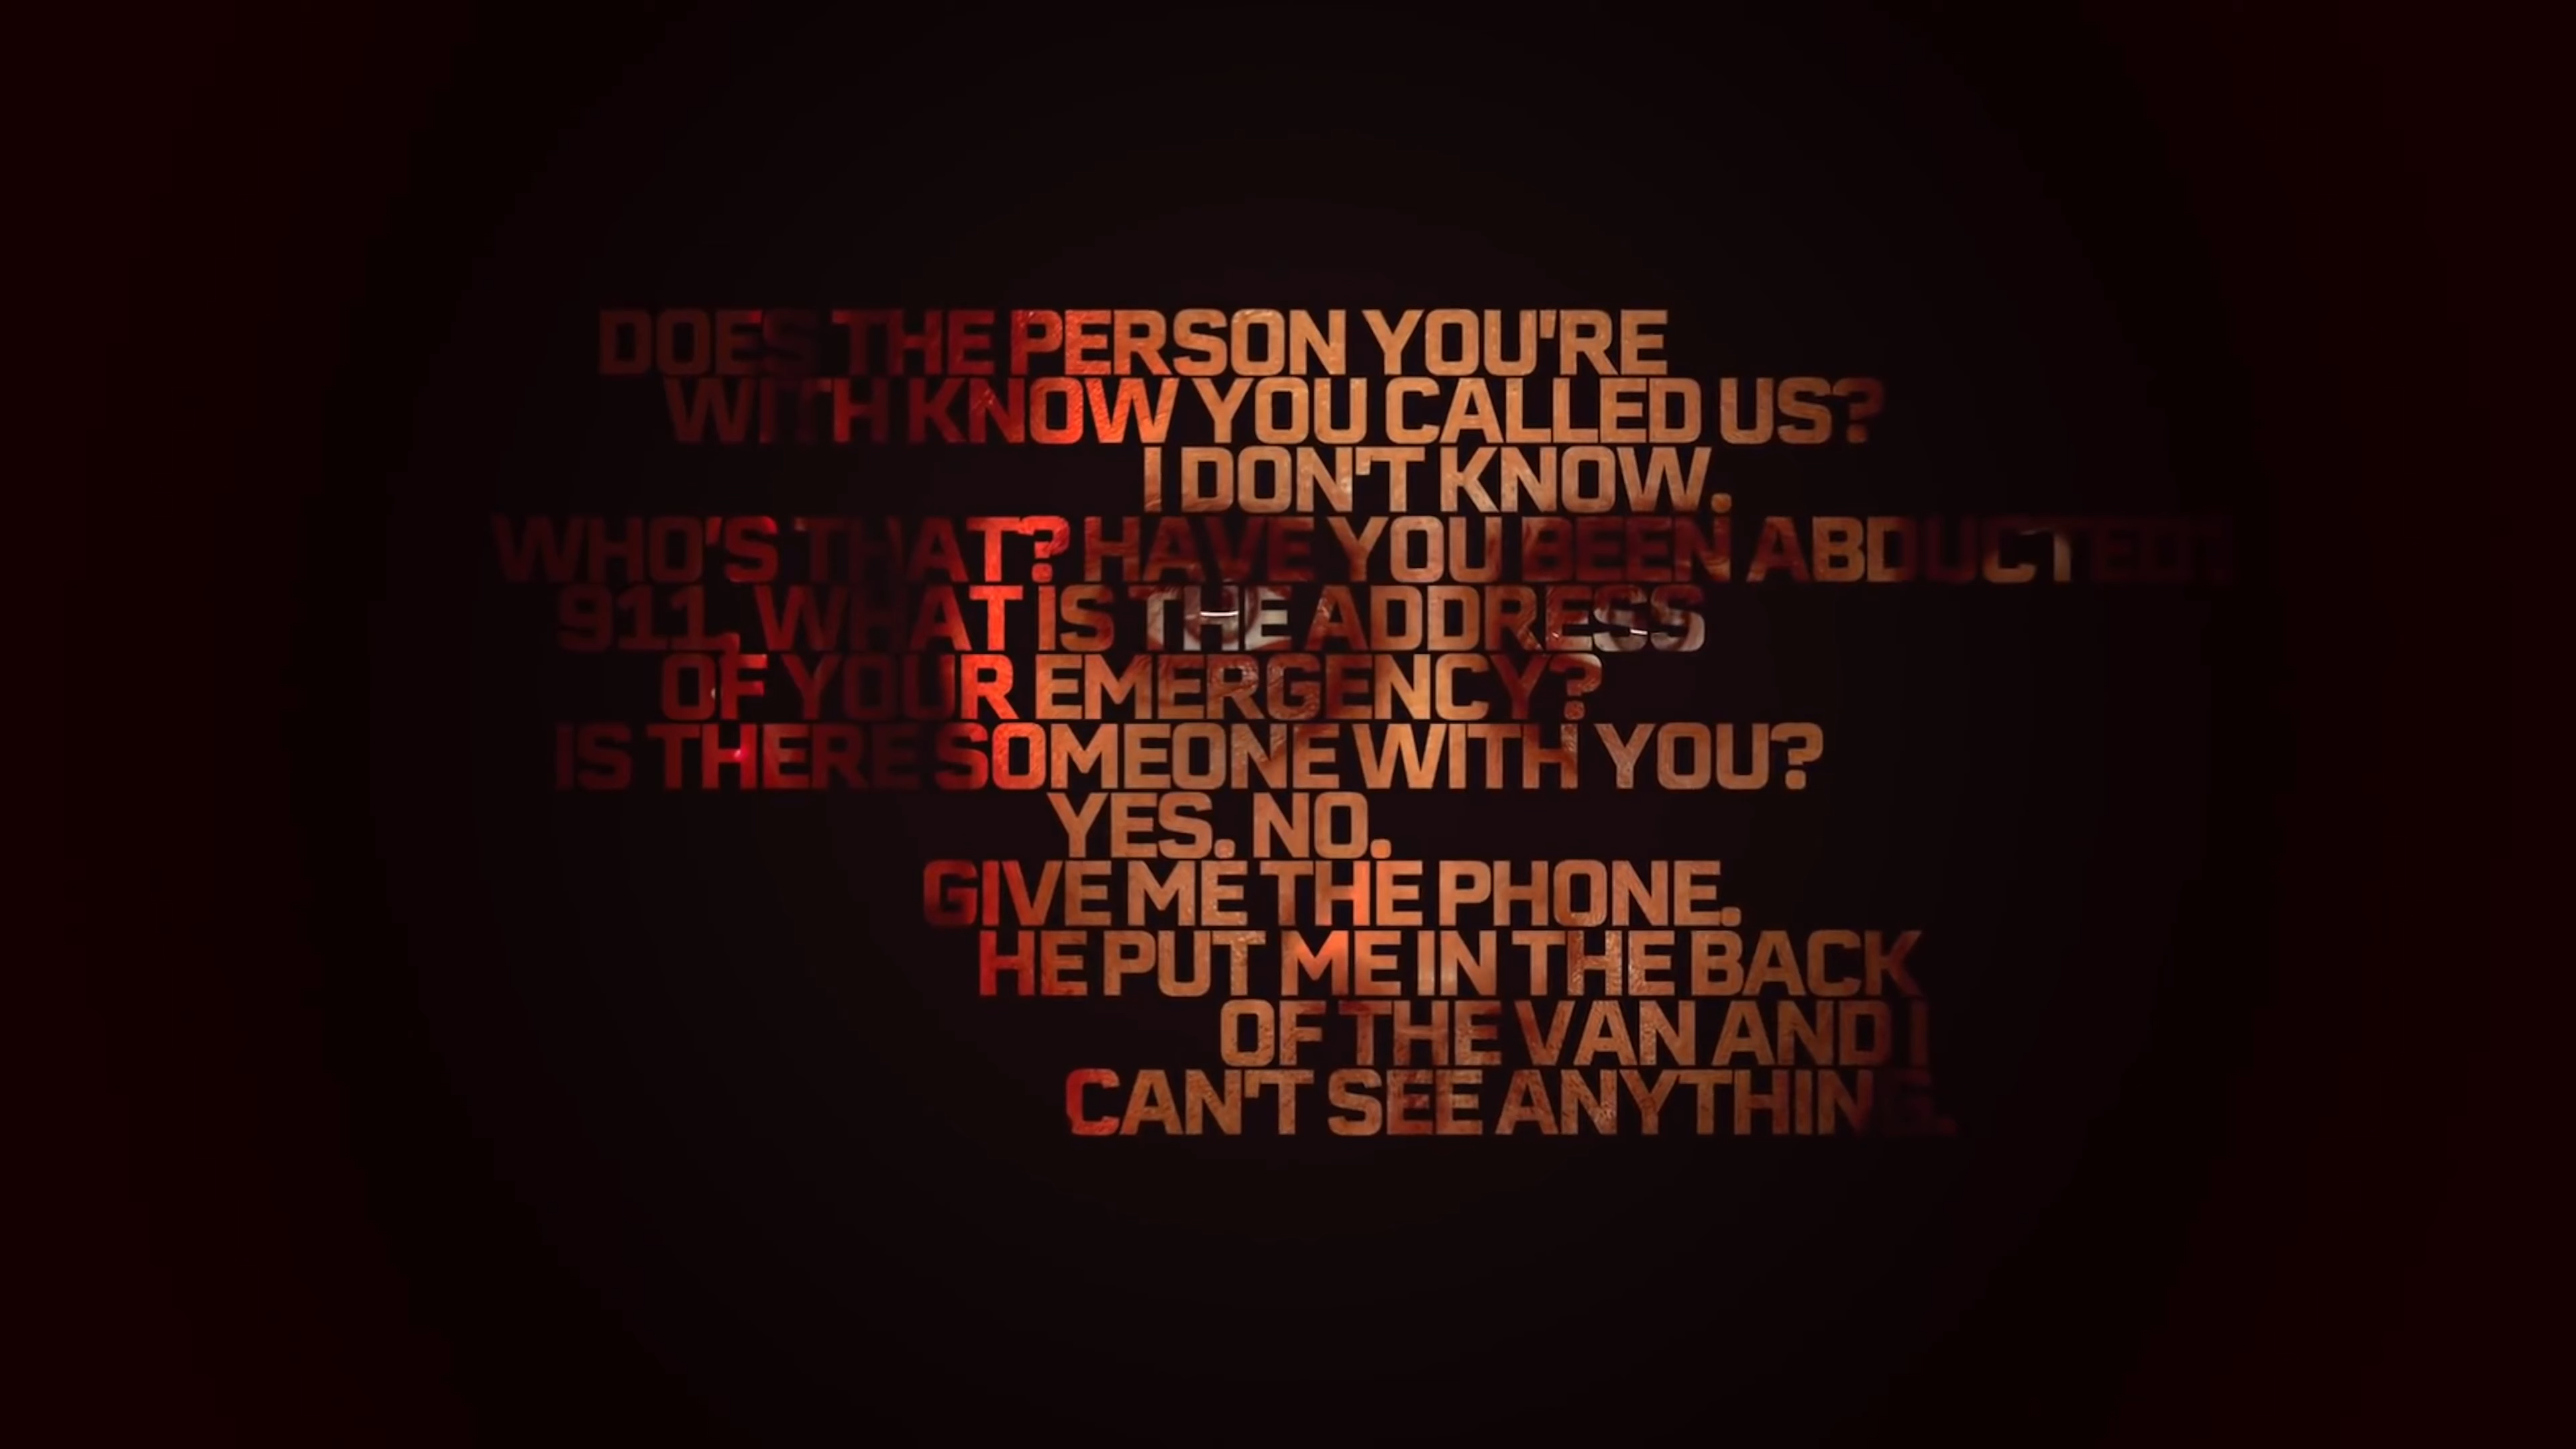 DOES THE PERSON YOU'RE
WITH KNOW YOU CALLED US?
I DON'T KNOW.
WHO'S THAT? HAVE YOU BEEN ABDUCTED?
911, WHAT IS THE ADDRESS
OF YOUR EMERGENCY?
IS THERE SOMEONE WITH YOU?
YES. NO.
GIVE ME THE PHONE.
HE PUT ME IN THE BACK
OF THE VAN AND I
CAN'T SEE ANYTHING.